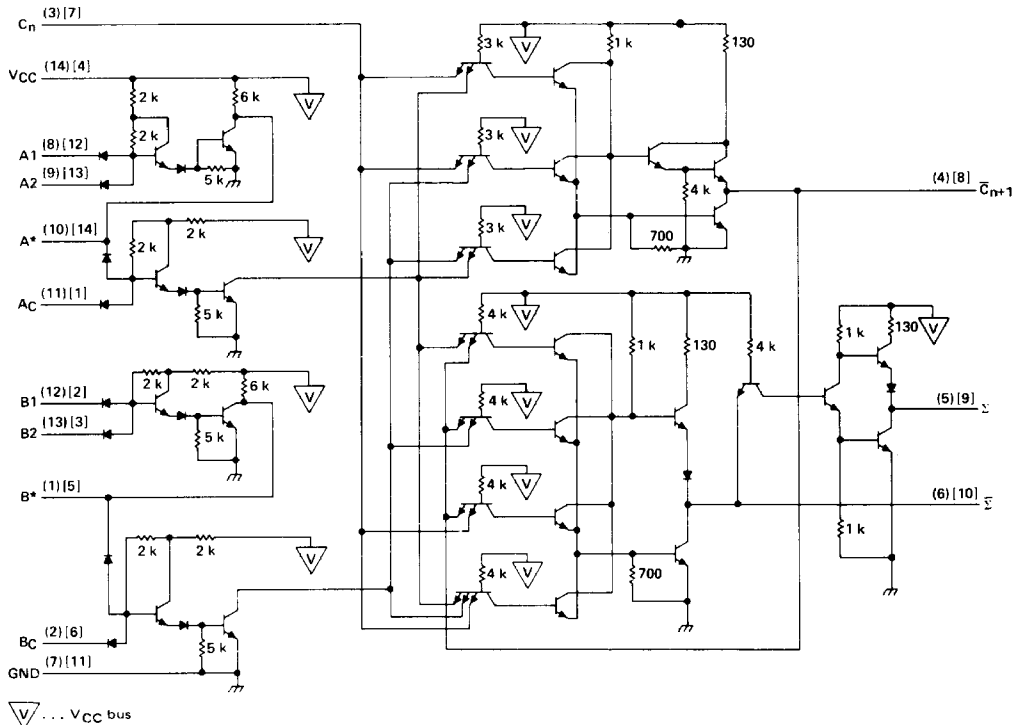 (3) [7]
Cn
3 k
V
1 k
130
(14) [4]
VCC
2 k
6 k
V
2 k
3 k
V
(8) [12]
A1
(9) [13]
A2
5 k
4 k
(4) [8]
C̅n+1
(10) [14]
A*
2 k
V
2 k
3 k
V
700
(11) [1]
AC
5 k
4 k
V
1 k
130
4 k
1 k
130
V
(12) [2]
B1
2 k
2 k
6 k
V
4 k
V
(5) [9]
Σ
(13) [3]
B2
5 k
(1) [5]
B*
4 k
V
(6) [10]
Σ̅
2 k
2 k
V
4 k
V
700
1 k
(2) [6]
BC
5 k
(7) [11]
GND
V ... VCC bus